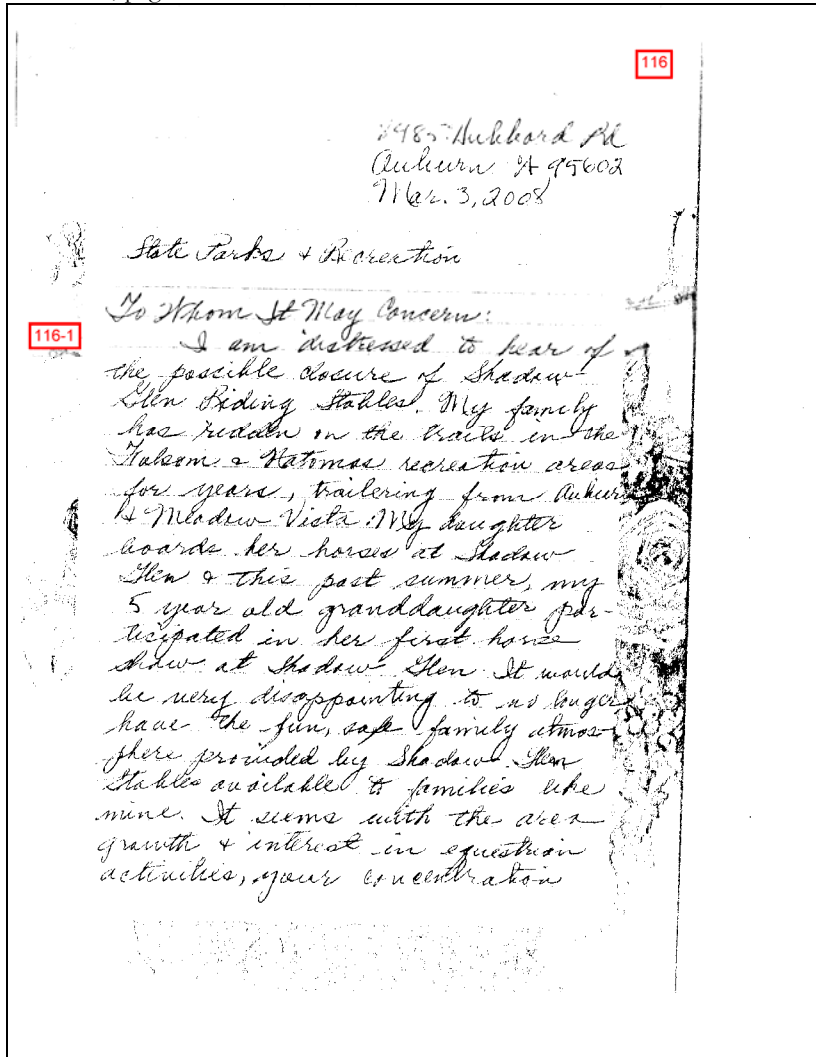 116
Hubbard Rd
Auburn CA 95602
Mar. 3, 2008
State Parks & Recreation
To Whom It May Concern:
116-1
I am distressed to hear of
the possible closure of Shadow
Glen Riding Stables. My family
has ridden on the trails in the
Folsom & Natomas recreation areas
for years, trailering from Auburn
& Meadow Vista. My daughter
boards her horses at Shadow
Glen & this past summer, my
5 year old granddaughter par-
ticipated in her first horse
show at Shadow Glen. It would
be very disappointing to no longer
have the fun, safe family atmos-
phere provided by Shadow Glen
Stables available to families like
mine. It seems with the area
growth & interest in equestrian
activities, your concentration